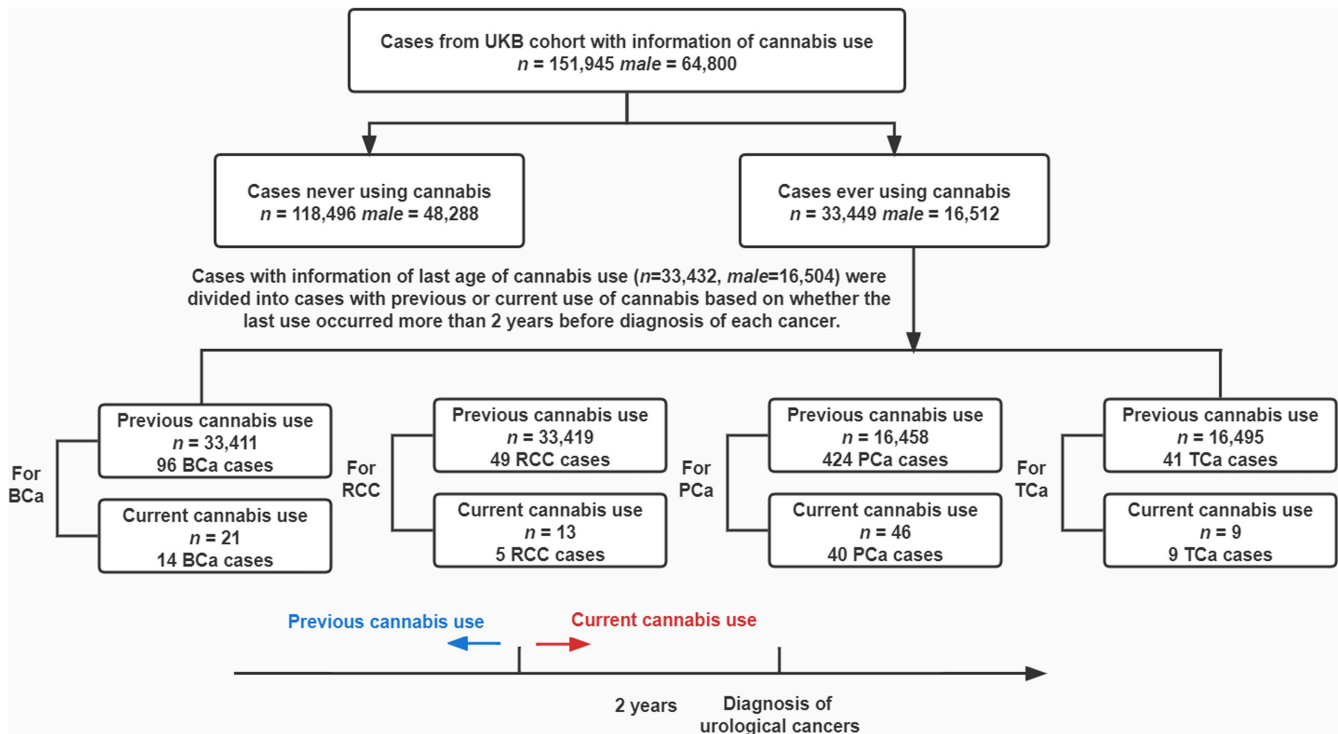 Cases from UKB cohort with information of cannabis use
n = 151,945 male = 64,800
Cases never using cannabis
n = 118,496 male = 48,288
Cases ever using cannabis
n = 33,449 male = 16,512
Cases with information of last age of cannabis use (n=33,432, male=16,504) were
divided into cases with previous or current use of cannabis based on whether the
last use occurred more than 2 years before diagnosis of each cancer.
For
BCa
Previous cannabis use
n = 33,411
96 BCa cases
Current cannabis use
n = 21
14 BCa cases
For
RCC
Previous cannabis use
n = 33,419
49 RCC cases
Current cannabis use
n = 13
5 RCC cases
For
PCa
Previous cannabis use
n = 16,458
424 PCa cases
Current cannabis use
n = 46
40 PCa cases
For
TCa
Previous cannabis use
n = 16,495
41 TCa cases
Current cannabis use
n = 9
9 TCa cases
Previous cannabis use
Current cannabis use
2 years
Diagnosis of
urological cancers